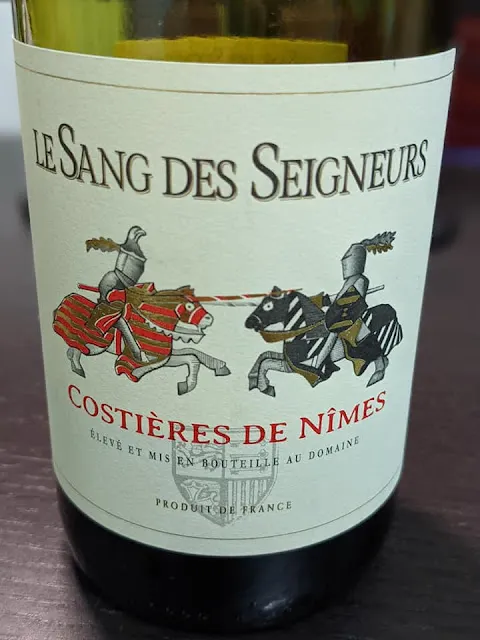 LE SANG DES SEIGNEURS
COSTIÈRES DE NÎMES
ÉLEVÉ ET MIS EN BOUTEILLE AU DOMAINE
PRODUIT DE FRANCE